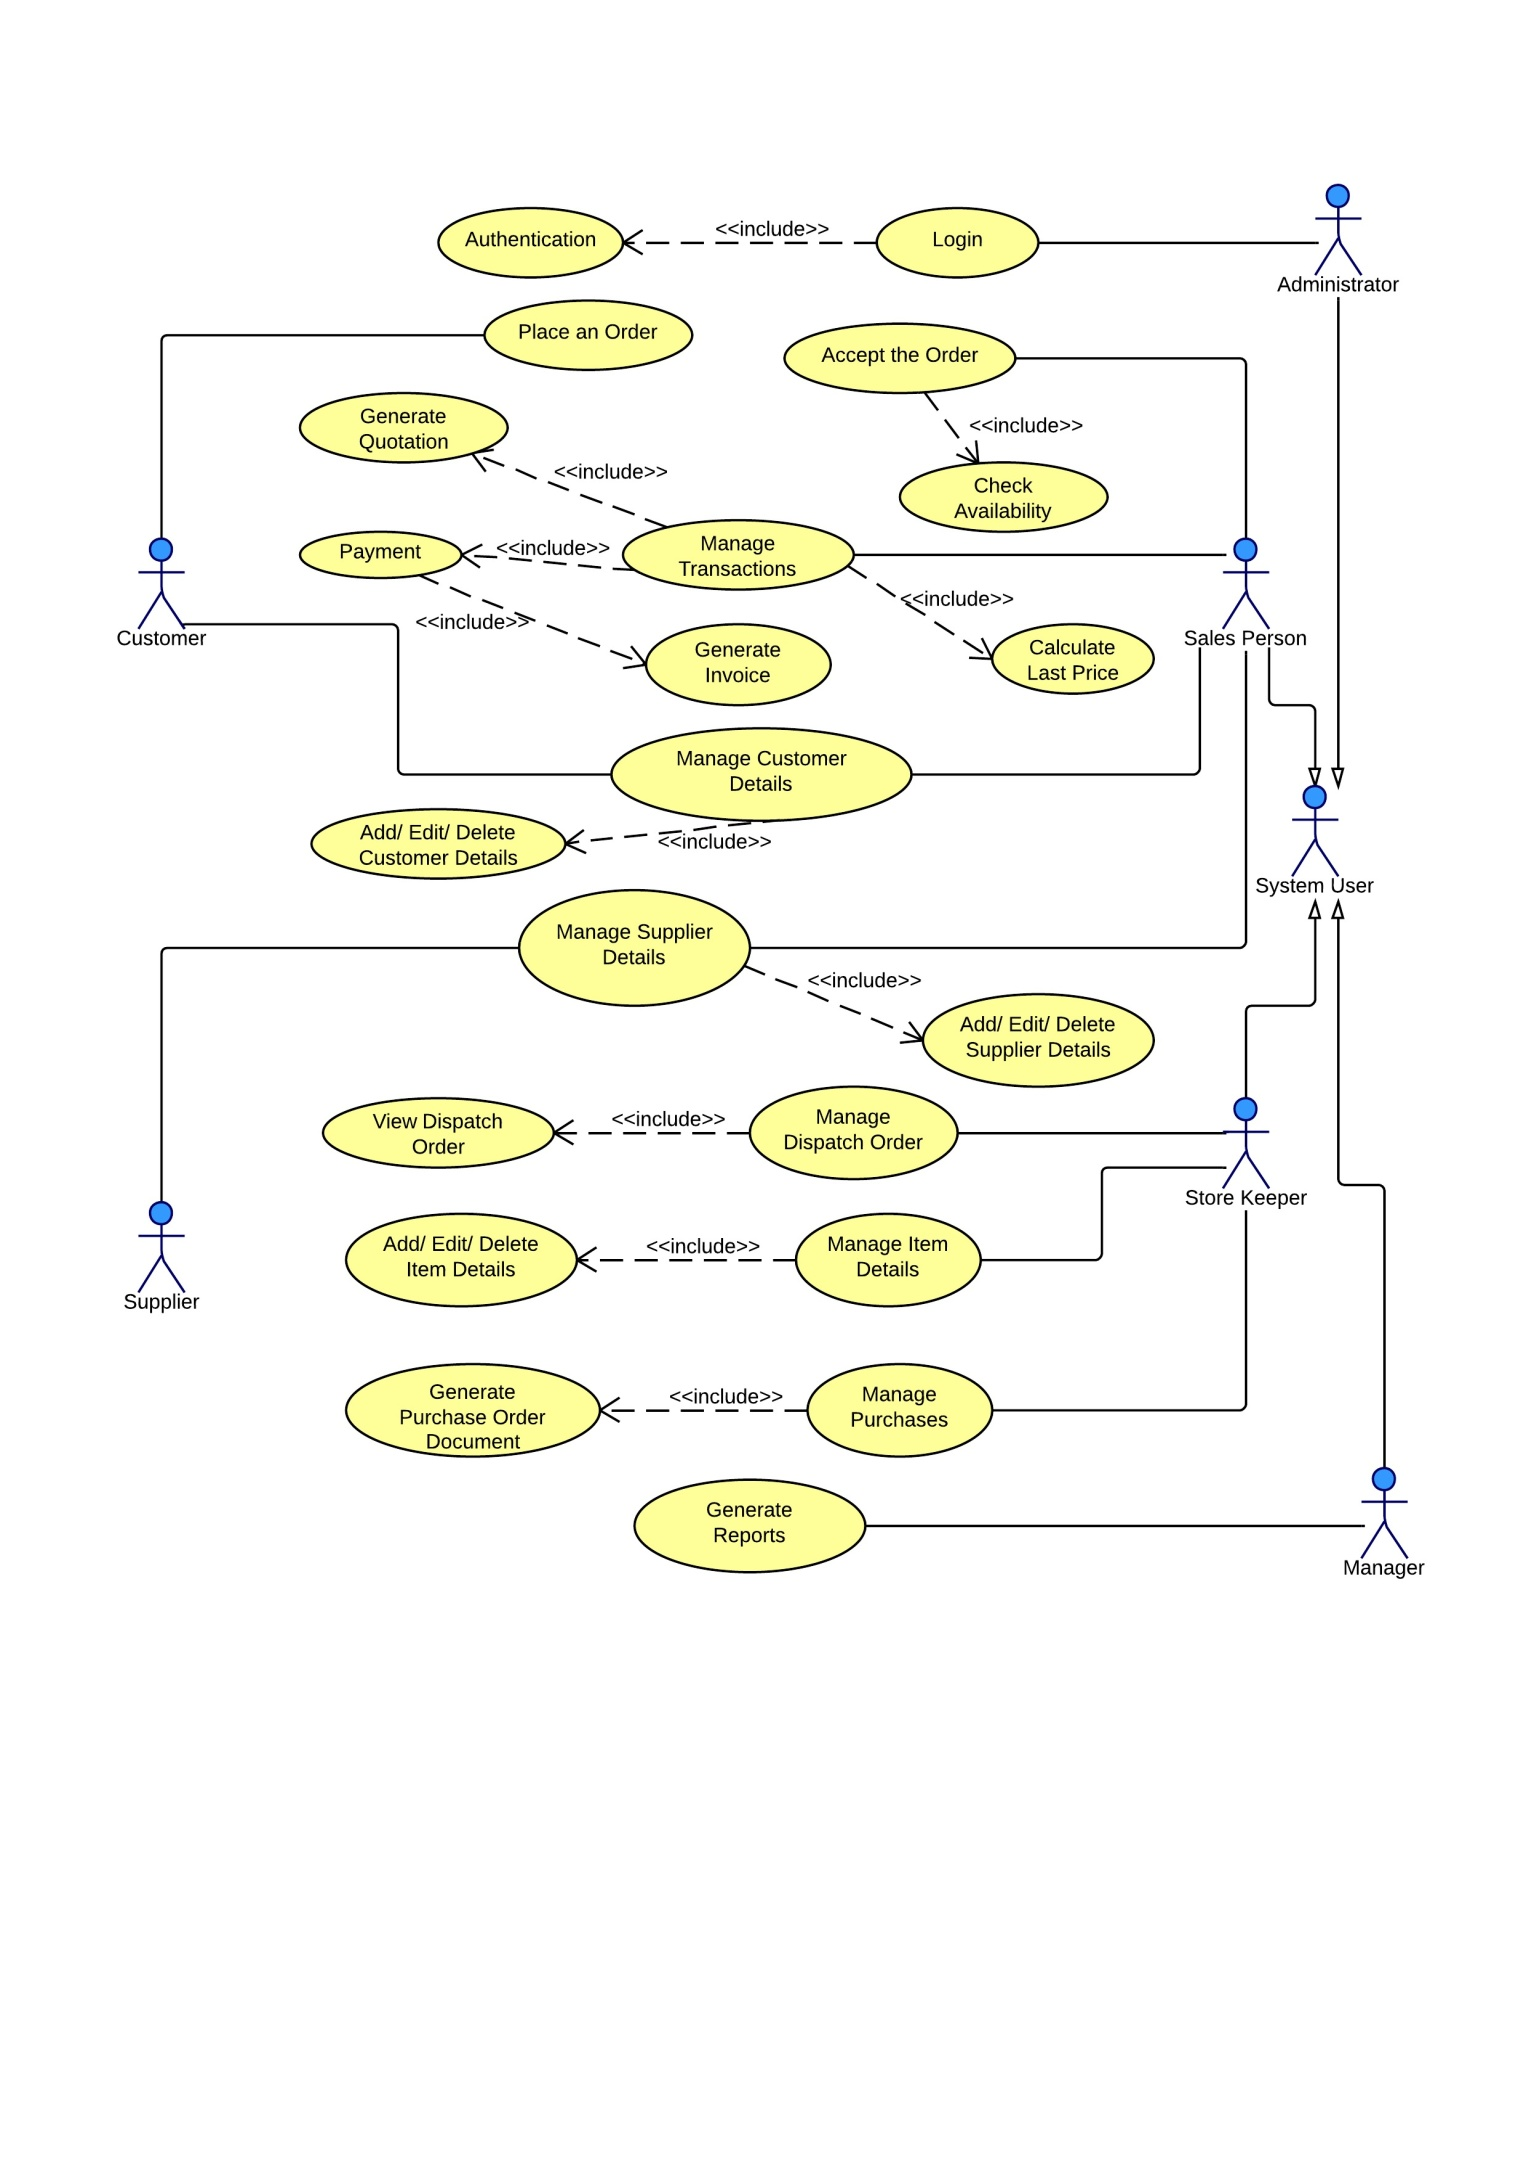 Authentication
<<include>>
Login
Administrator
Place an Order
Accept the Order
<<include>>
Generate
Quotation
<<include>>
Check
Availability
Payment
<<include>>
Manage
Transactions
Customer
<<include>>
<<include>>
Sales Person
Generate
Invoice
Calculate
Last Price
Manage Customer
Details
Add/ Edit/ Delete
Customer Details
<<include>>
System User
Manage Supplier
Details
<<include>>
Add/ Edit/ Delete
Supplier Details
View Dispatch
Order
<<include>>
Manage
Dispatch Order
Store Keeper
Add/ Edit/ Delete
Item Details
<<include>>
Manage Item
Details
Supplier
Generate
Purchase Order
Document
<<include>>
Manage
Purchases
Generate
Reports
Manager